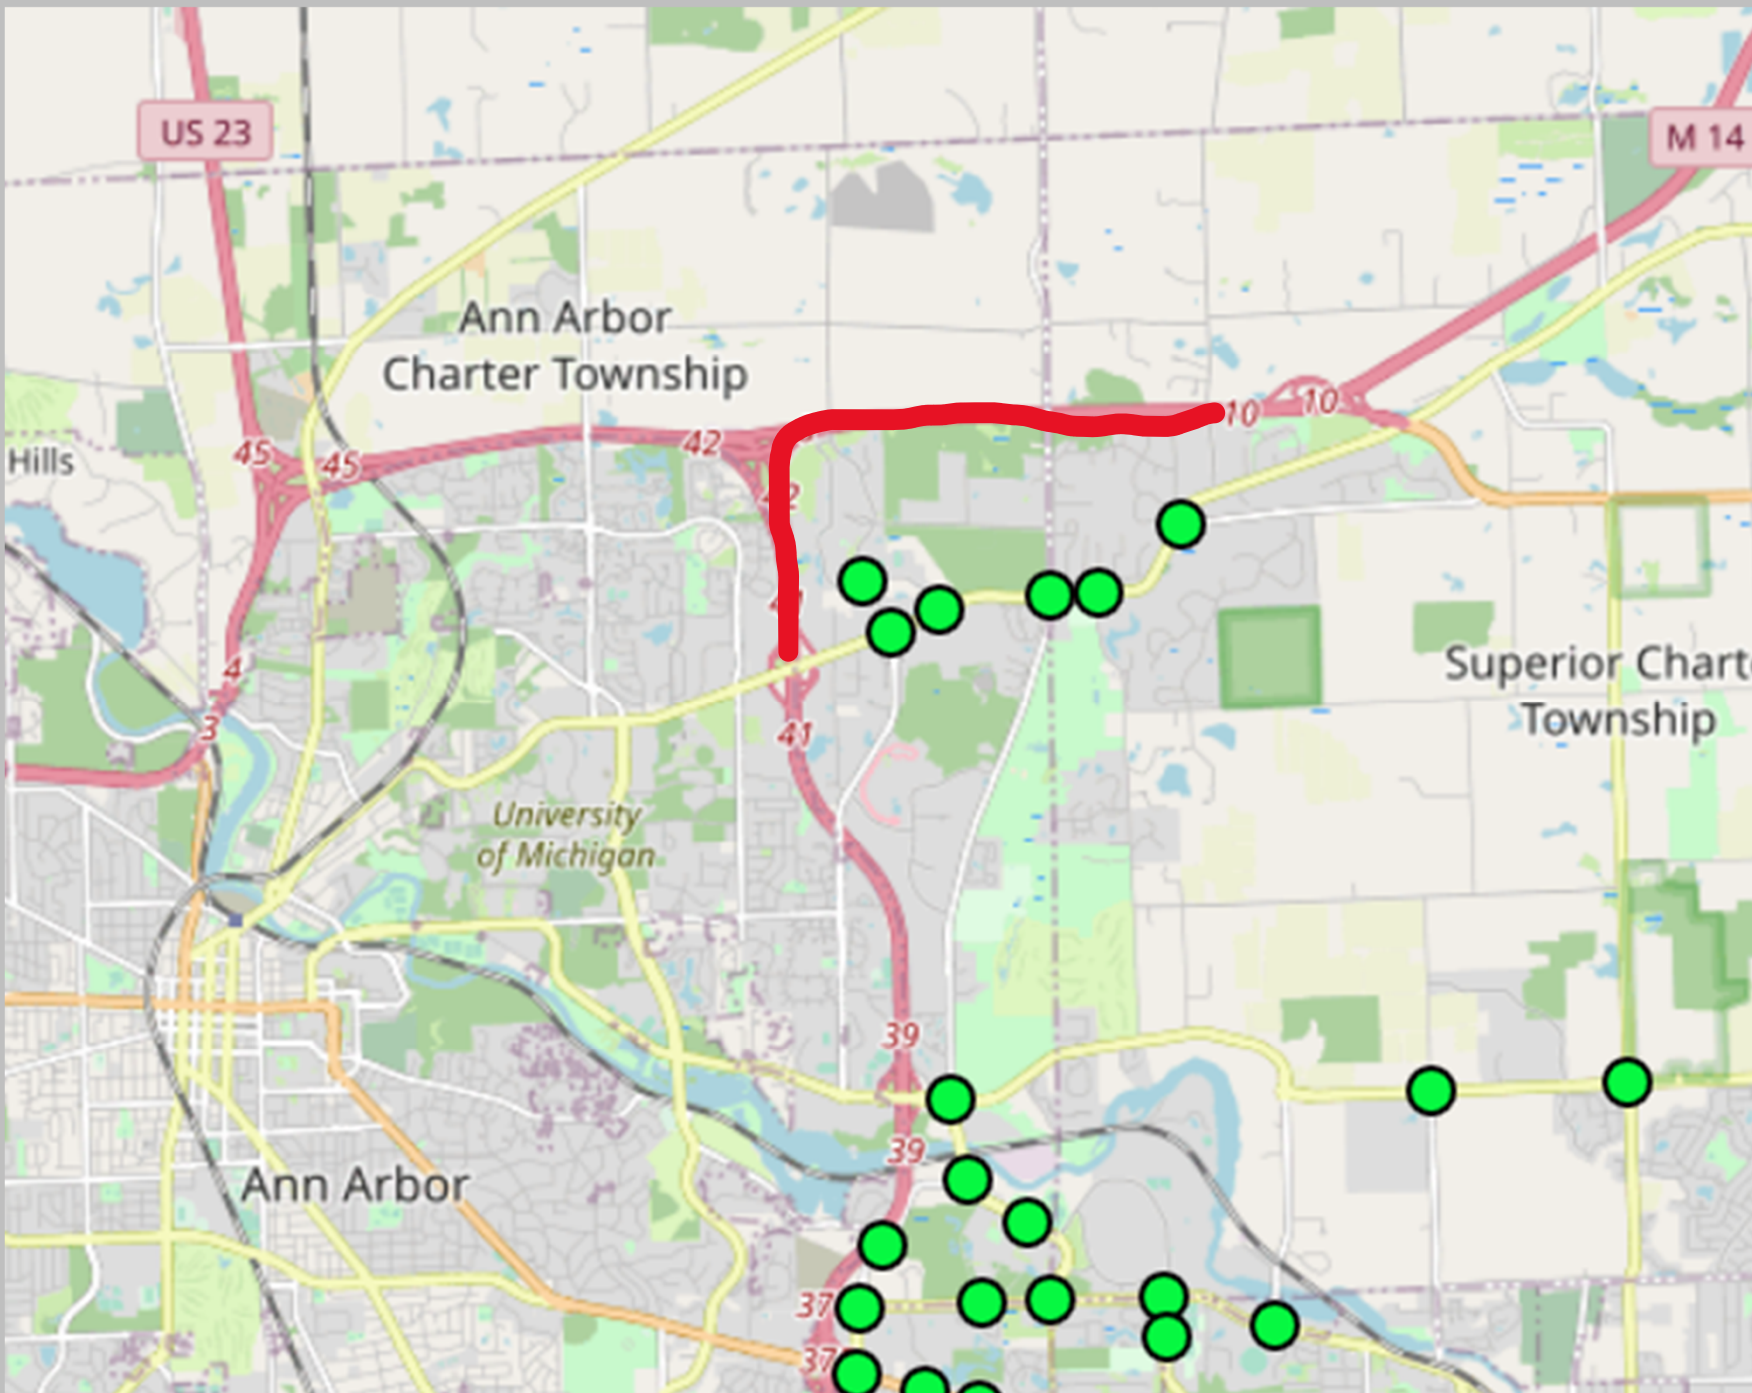 US 23
M 14
Ann Arbor
Charter Township
10
10
42
45
45
Hills
4
3
41
Superior Charte
Township
University
of Michigan
39
39
Ann Arbor
37
37